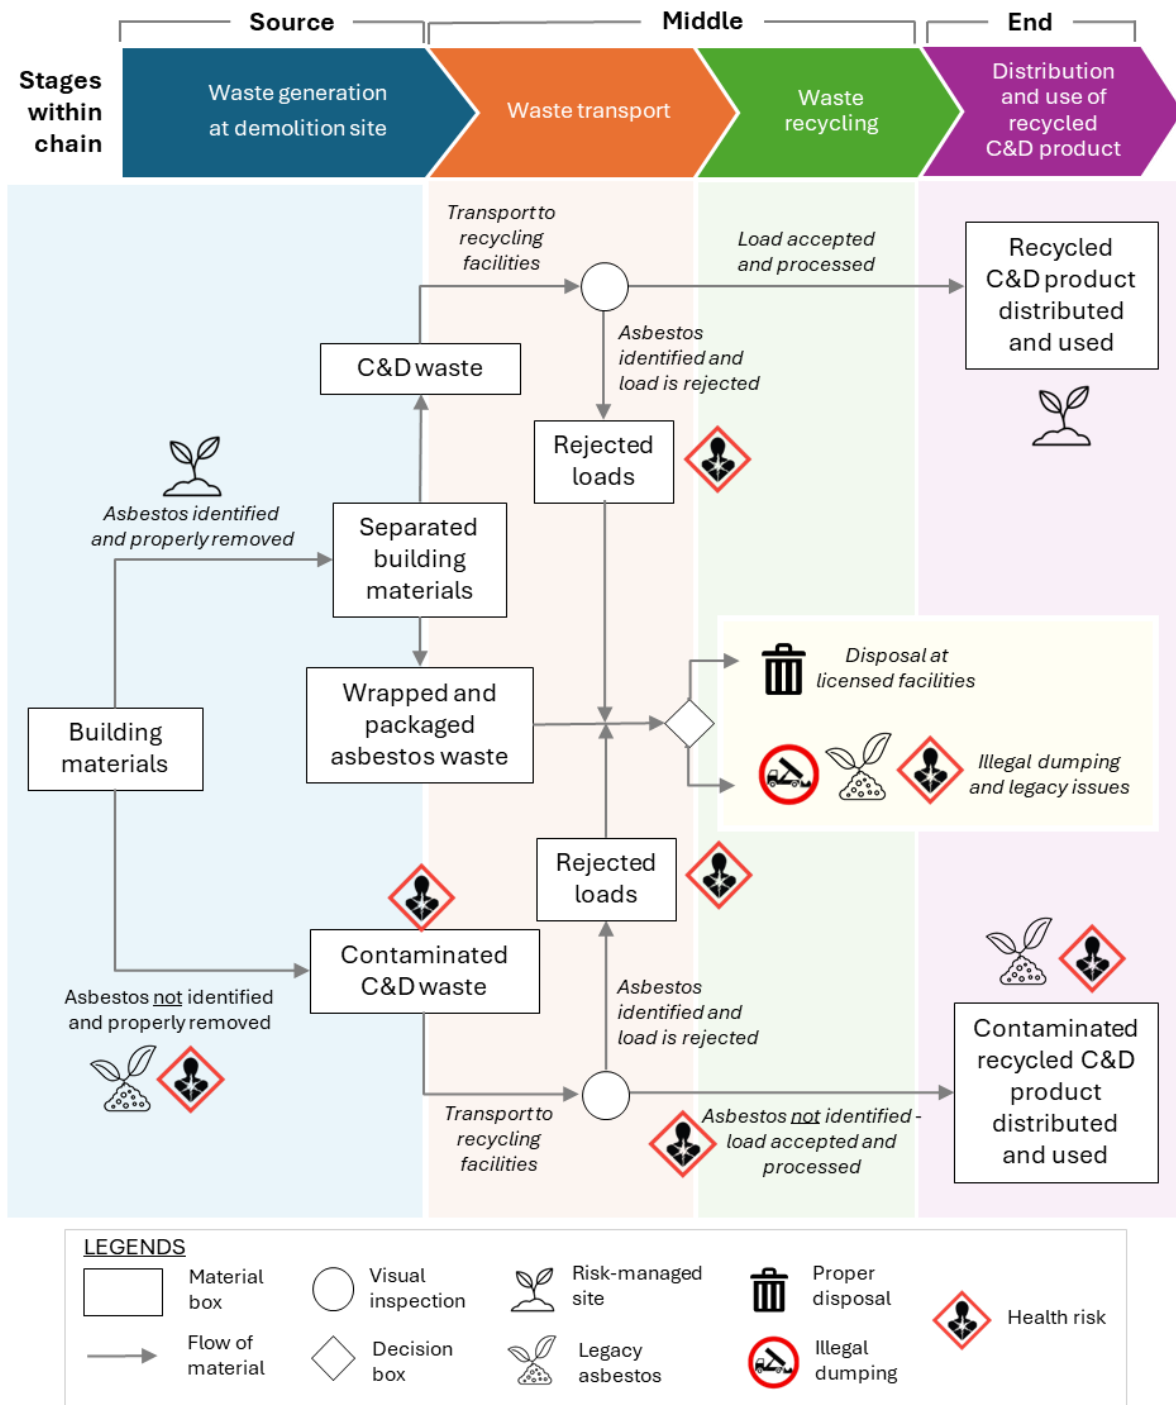 Source
Middle
End
Stages
within
chain
Waste generation
at demolition site
Waste transport
Waste
recycling
Distribution
and use of
recycled
C&D product
Transport to
recycling
facilities
Load accepted
and processed
Recycled
C&D product
distributed
and used
Asbestos
identified and
load is rejected
C&D waste
Rejected
loads
Asbestos identified
and properly removed
Separated
building
materials
Disposal at
licensed facilities
Wrapped and
packaged
asbestos waste
Building
materials
Illegal dumping
and legacy issues
Rejected
loads
Contaminated
C&D waste
Asbestos not identified
and properly removed
Asbestos
identified and
load is rejected
Contaminated
recycled C&D
product
distributed
and used
Transport to
recycling
facilities
Asbestos not identified -
load accepted and
processed
LEGENDS
Material
box
Visual
inspection
Risk-managed
site
Proper
disposal
Health risk
Flow of
material
Decision
box
Legacy
asbestos
Illegal
dumping